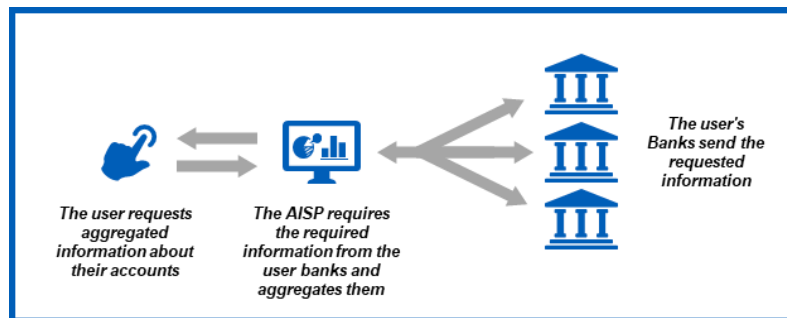 The user requests
aggregated
information about
their accounts
The AISP requires
the required
information from the
user banks and
aggregates them
The user's
Banks send the
requested
information